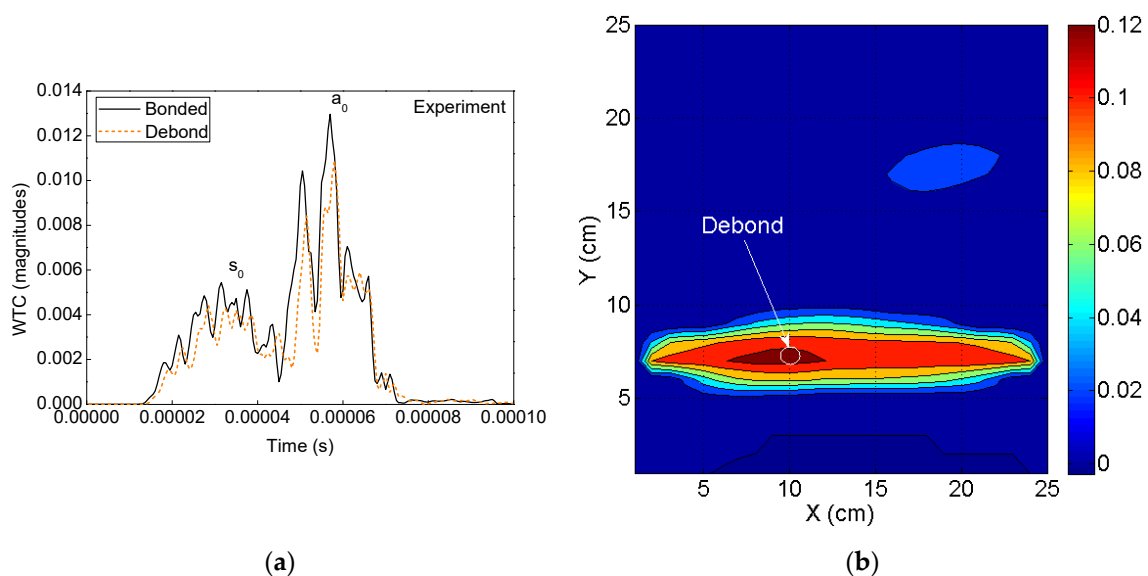 0.014
0.012
0.010
0.008
0.006
0.004
0.002
0.000
WTC (magnitudes)
Bonded
Debond
Experiment
a0
s0
0.00000 0.00002 0.00004 0.00006 0.00008 0.00010
Time (s)
(a)
25
20
15
10
5
Y (cm)
Debond
5 10 15 20 25
X (cm)
0.12
0.1
0.08
0.06
0.04
0.02
0
(b)